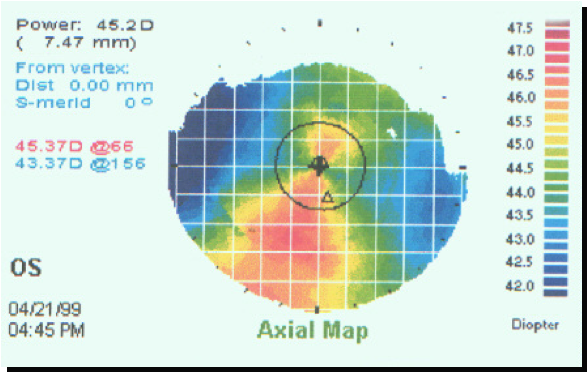 Power: 45.2D
( 7.47 mm)
From vertex:
Dist 0.00 mm
S-merid 0 °
45.37D @66
43.37D @156
OS
04/21/99
04:45 PM
Axial Map
47.5
47.0
46.5
46.0
45.5
45.0
44.5
44.0
43.5
43.0
42.5
42.0
Diopter